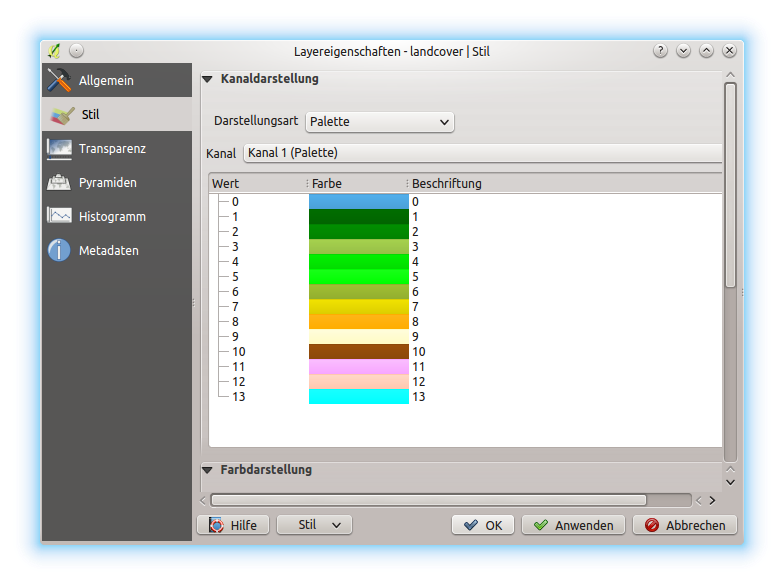 Layereigenschaften - landcover | Stil
Allgemein
Stil
Transparenz
Pyramiden
Histogramm
Metadaten
Kanaldarstellung
Darstellungsart Palette
Kanal Kanal 1 (Palette)
Wert Farbe Beschriftung
0 0
1 1
2 2
3 3
4 4
5 5
6 6
7 7
8 8
9 9
10 10
11 11
12 12
13 13
Farbdarstellung
Hilfe Stil OK Anwenden Abbrechen